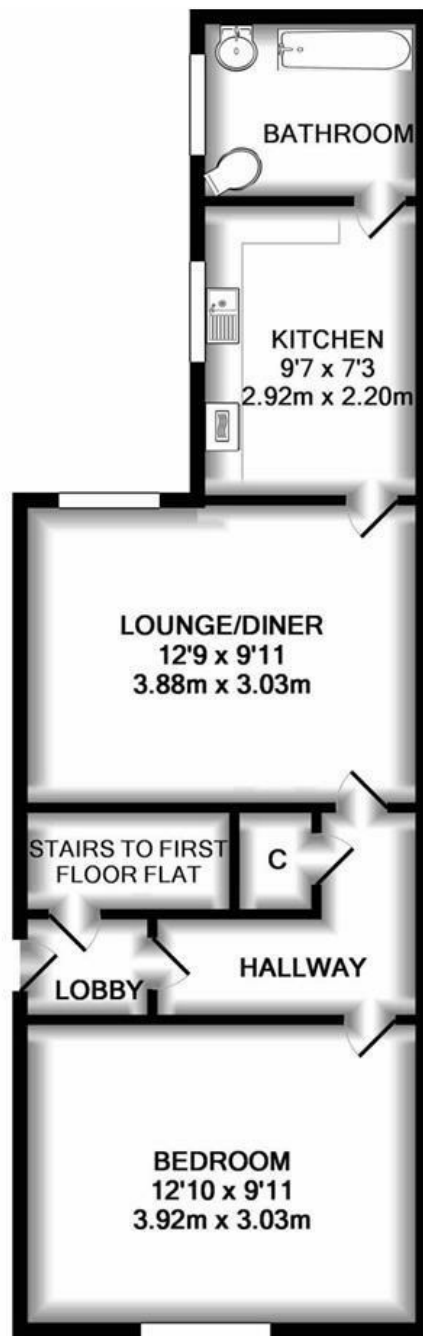 BATHROOM
KITCHEN
9'7 x 7'3
2.92m x 2.20m
LOUNGE/DINER
12'9 x 9'11
3.88m x 3.03m
STAIRS TO FIRST
FLOOR FLAT
C
HALLWAY
LOBBY
BEDROOM
12'10 x 9'11
3.92m x 3.03m